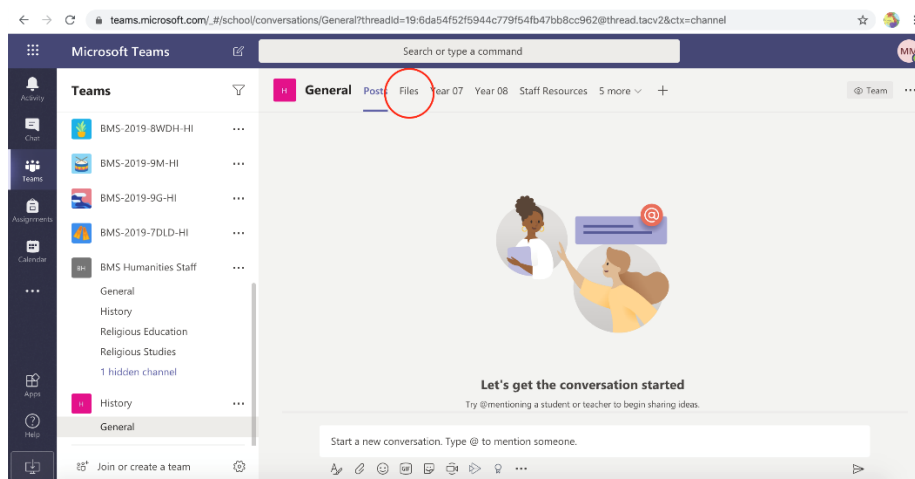 teams.microsoft.com/_#/school/conversations/General?threadId=19:6da54f52f5944c779f54fb47bb8cc962@thread.tacv2&ctx=channel
Microsoft Teams
Search or type a command
MM
Activity
Chat
Teams
Assignments
Calendar
Apps
Help
Teams
BMS-2019-8WDH-HI
BMS-2019-9M-HI
BMS-2019-9G-HI
BMS-2019-7DLD-HI
BH BMS Humanities Staff
General
History
Religious Education
Religious Studies
1 hidden channel
H History
General
Join or create a team
H General Posts Files Year 07 Year 08 Staff Resources 5 more +
Team
@
Let's get the conversation started
Try @mentioning a student or teacher to begin sharing ideas.
Start a new conversation. Type @ to mention someone.
GIF